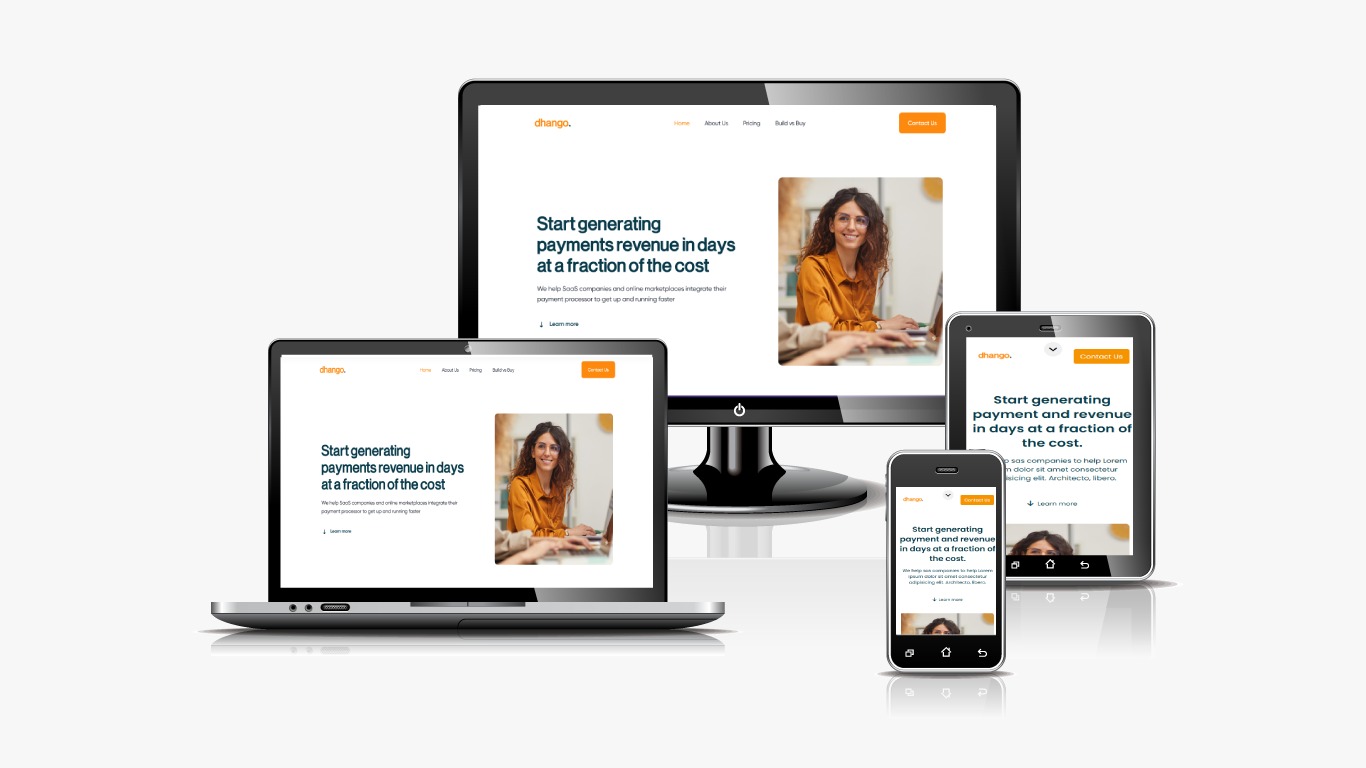 dhango.
Home
About Us
Pricing
Build vs Buy
Contact Us
Start generating
payments revenue in days
at a fraction of the cost
We help SaaS companies and online marketplaces integrate their
payment processor to get up and running faster
Learn more
dhango.
Home
About Us
Pricing
Build vs Buy
Contact Us
Start generating
payments revenue in days
at a fraction of the cost
We help SaaS companies and online marketplaces integrate their
payment processor to get up and running faster
Learn more
dhango.
Contact Us
Start generating
payment and revenue
in days at a fraction of
the cost.
sas companies to help Lorem
dolor sit amet consectetur
elit. Architecto, libero.
Learn more
dhango.
Contact Us
Start generating
payment and revenue
in days at a fraction of
the cost.
We help sas companies to help Lorem
ipsum dolor sit amet consectetur
adipisicing elit. Architecto, libero.
Learn more